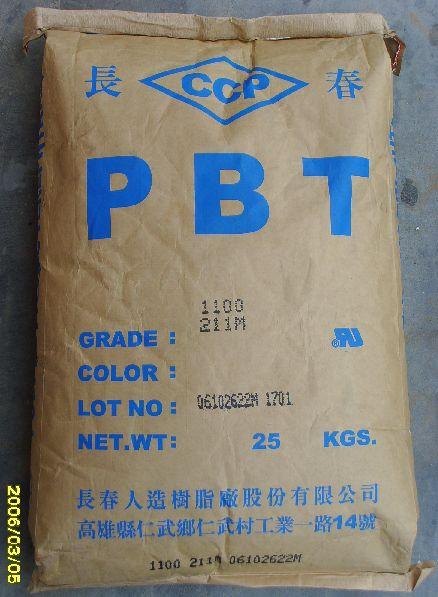 長 CCP 春
PBT
1100
211M
GRADE :
COLOR :
LOT NO : 06102622M 1701
NET.WT: 25 KGS.
長春人造樹脂廠股份有限公司
高雄縣仁武鄉仁武村工業一路14號
1100 211M 06102622M
2006/03/05